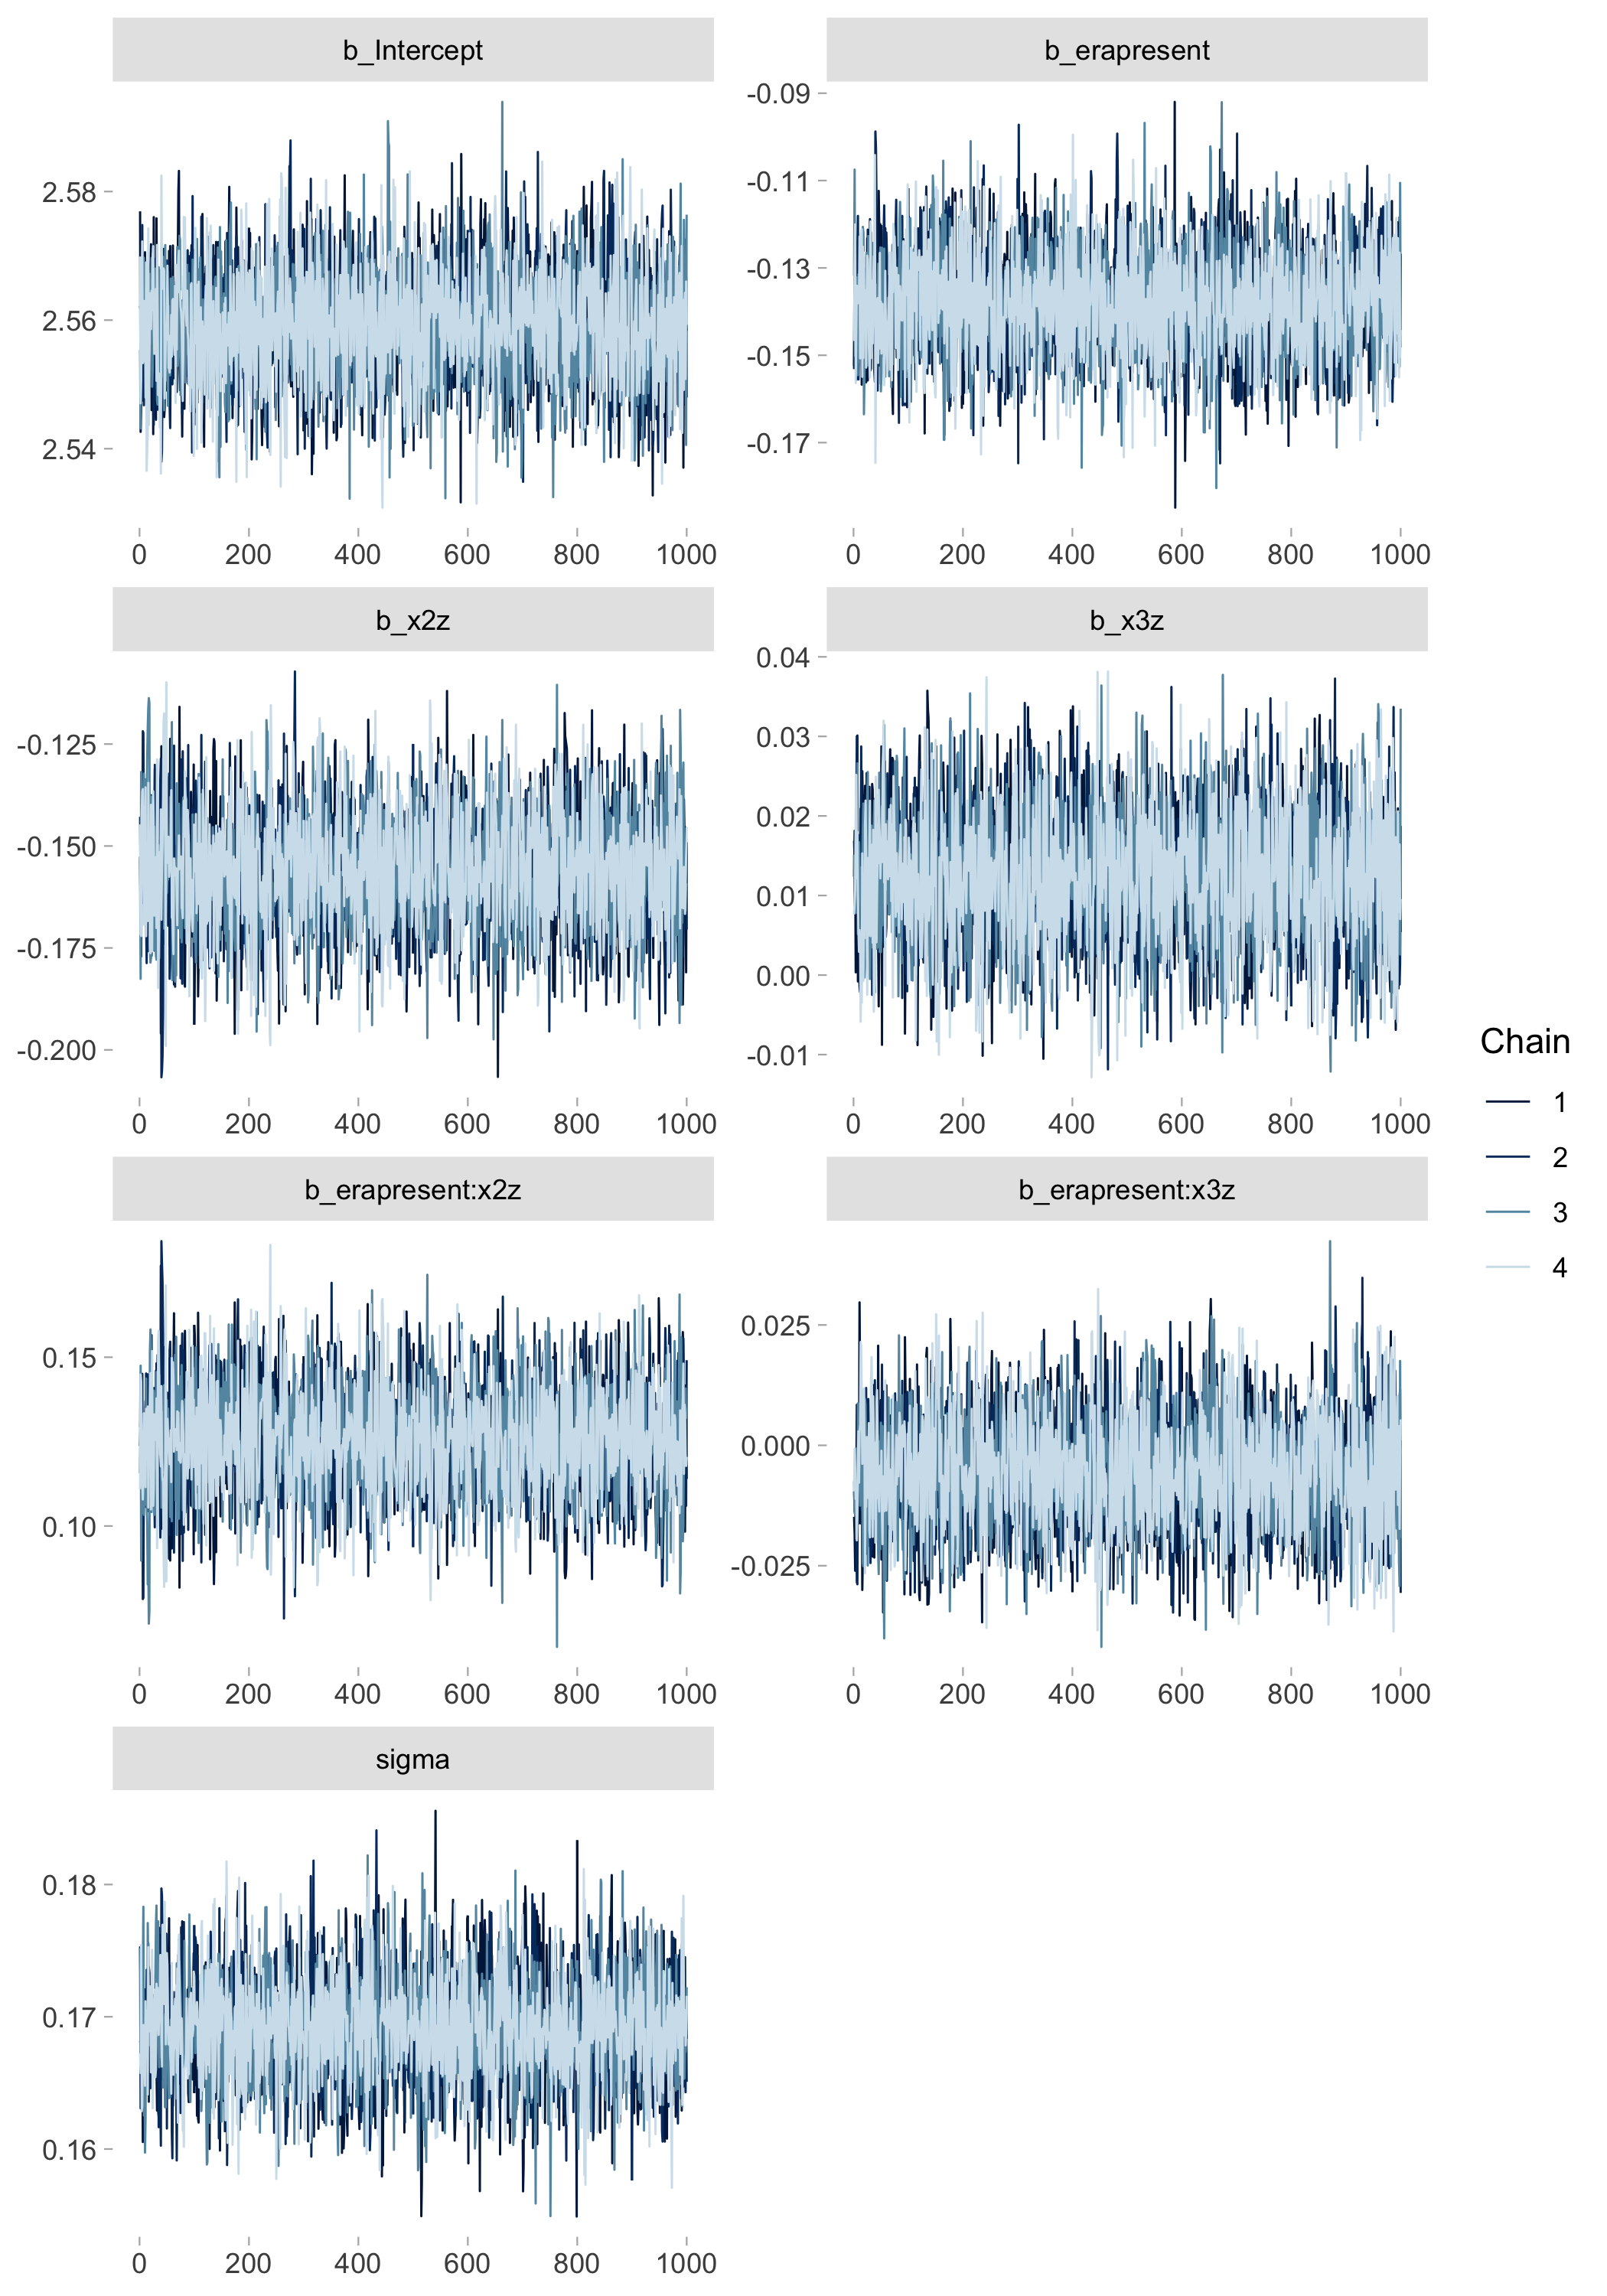 b_Intercept
b_erapresent
2.58
2.56
2.54
-0.09
-0.11
-0.13
-0.15
-0.17
0 200 400 600 800 1000
0 200 400 600 800 1000
b_x2z
b_x3z
-0.125
-0.150
-0.175
-0.200
0.04
0.03
0.02
0.01
0.00
-0.01
0 200 400 600 800 1000
0 200 400 600 800 1000
b_erapresent:x2z
b_erapresent:x3z
0.15
0.10
0.025
0.000
-0.025
0 200 400 600 800 1000
0 200 400 600 800 1000
sigma
0.18
0.17
0.16
0 200 400 600 800 1000
Chain
1
2
3
4